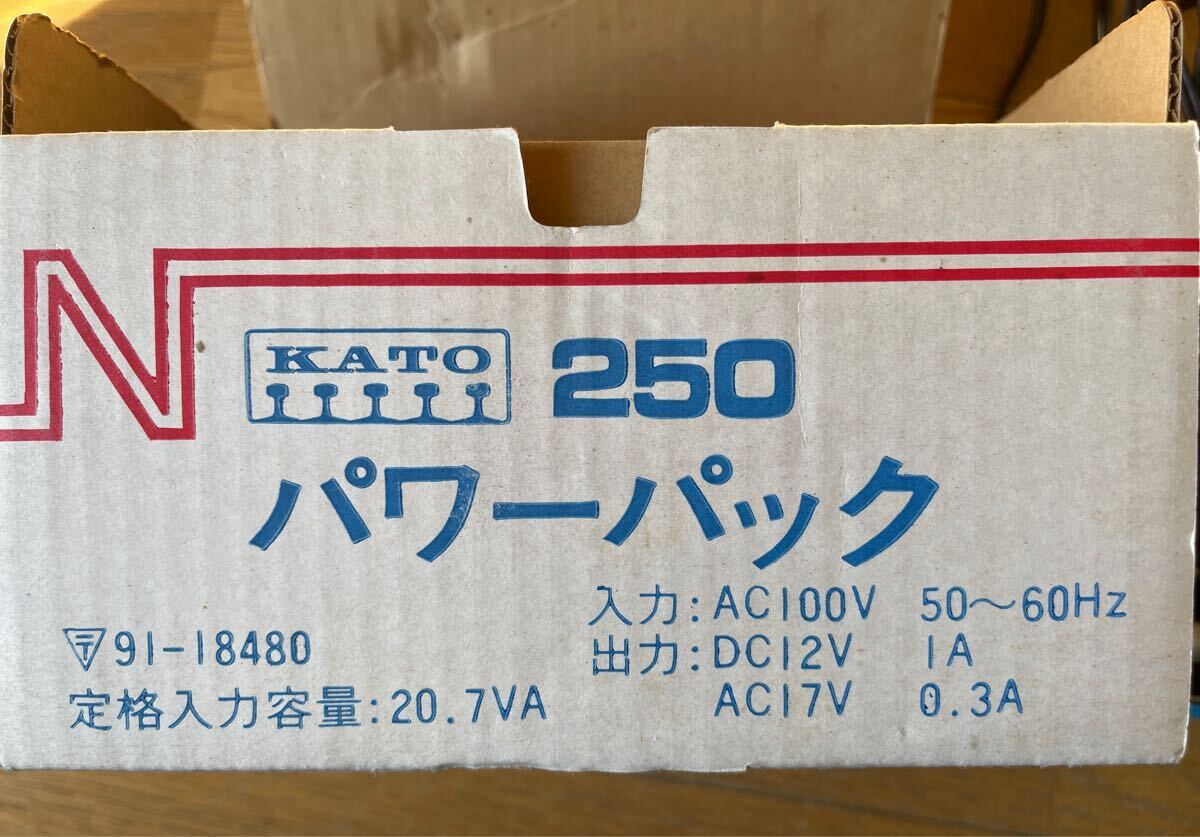 N
KATO 250
パワーパック
入力:AC100V 50〜60Hz
出力:DC12V 1A
AC17V 0.3A
〒91-18480
定格入力容量:20.7VA